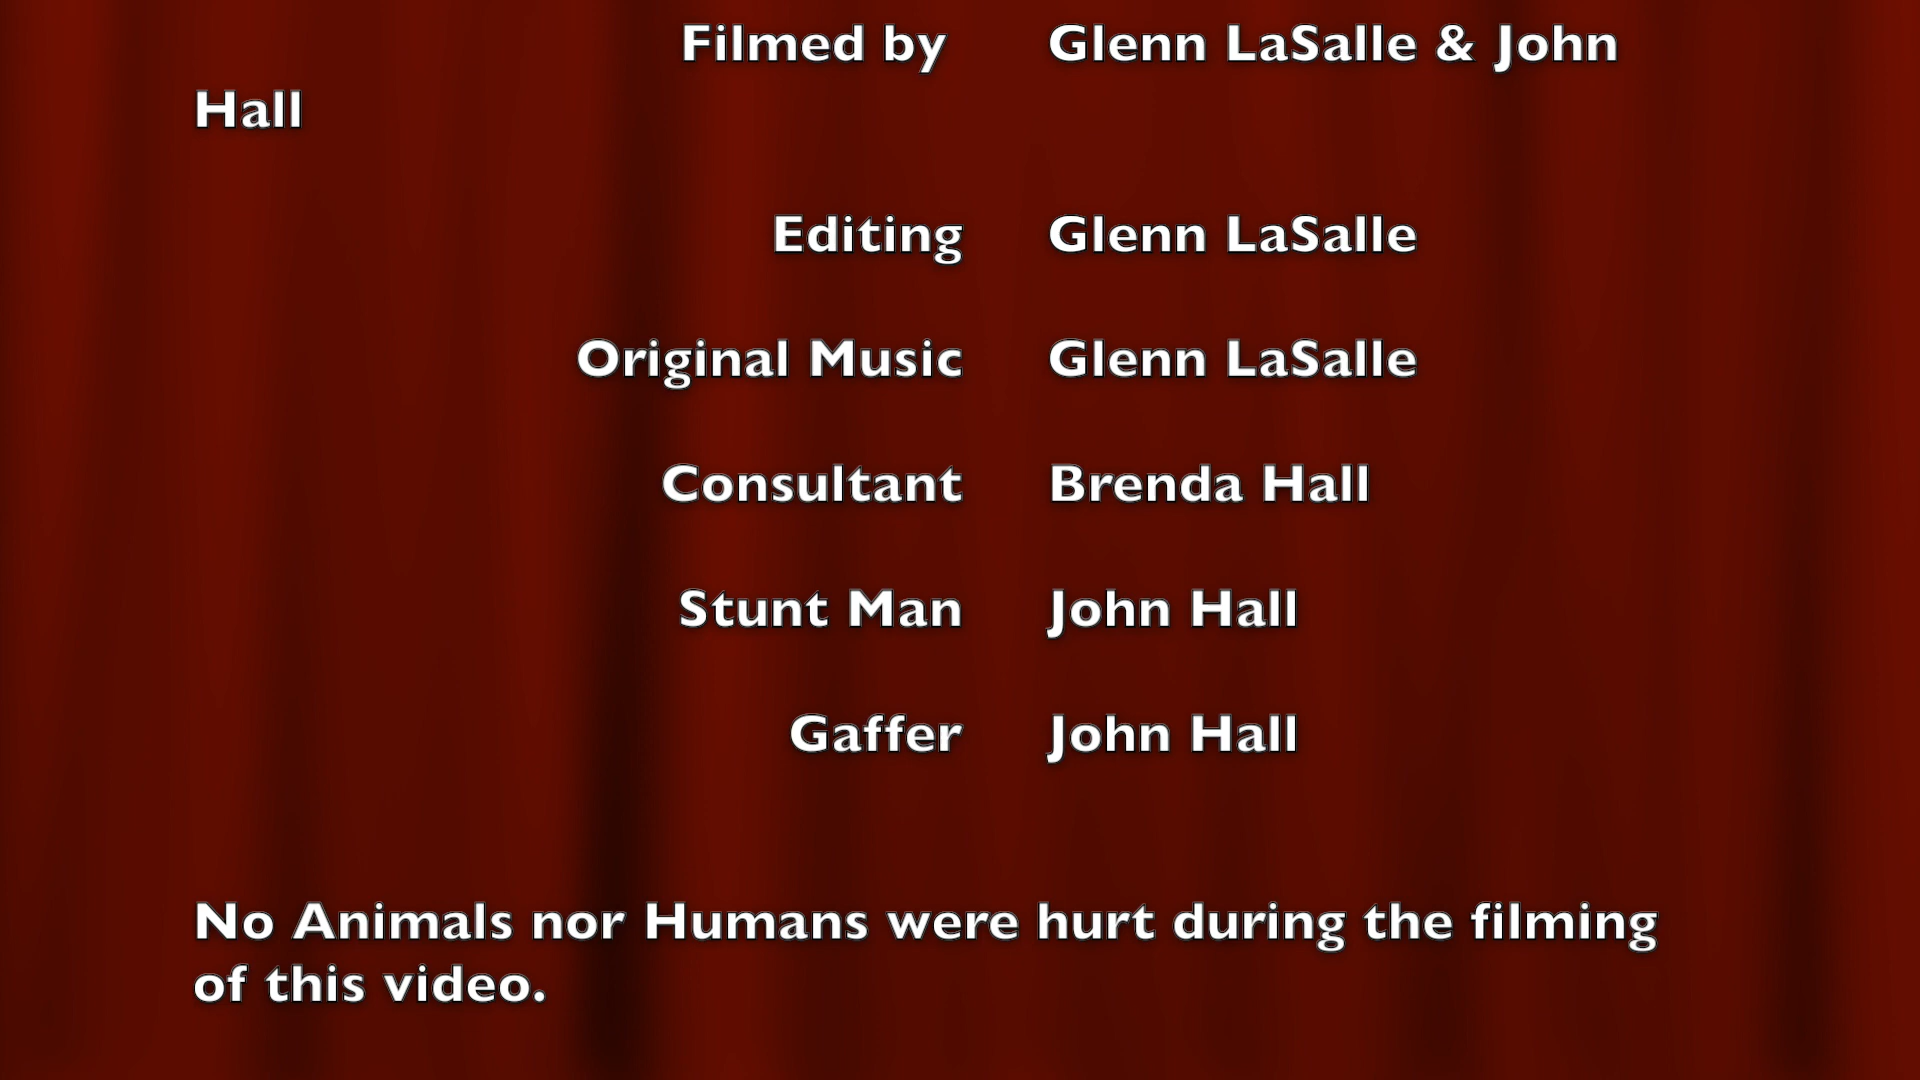 Filmed by Glenn LaSalle & John
Hall
Editing Glenn LaSalle
Original Music Glenn LaSalle
Consultant Brenda Hall
Stunt Man John Hall
Gaffer John Hall
No Animals nor Humans were hurt during the filming
of this video.